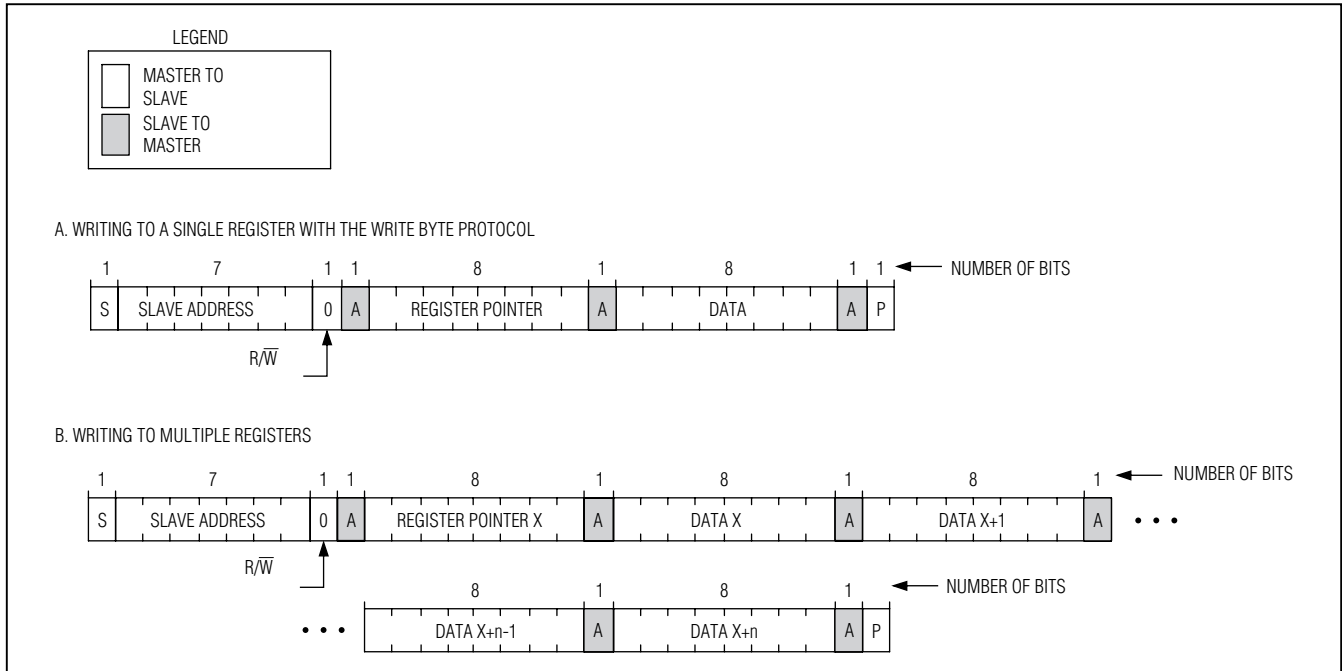 LEGEND
MASTER TO
SLAVE
SLAVE TO
MASTER
A. WRITING TO A SINGLE REGISTER WITH THE WRITE BYTE PROTOCOL
1 7 1 1 8 1 8 1 1 NUMBER OF BITS
S SLAVE ADDRESS 0 A REGISTER POINTER A DATA A P
R/W̅
B. WRITING TO MULTIPLE REGISTERS
1 7 1 1 8 1 8 1 8 1 NUMBER OF BITS
S SLAVE ADDRESS 0 A REGISTER POINTER X A DATA X A DATA X+1 A • • •
R/W̅
8 1 8 1 NUMBER OF BITS
• • • DATA X+n-1 A DATA X+n A P